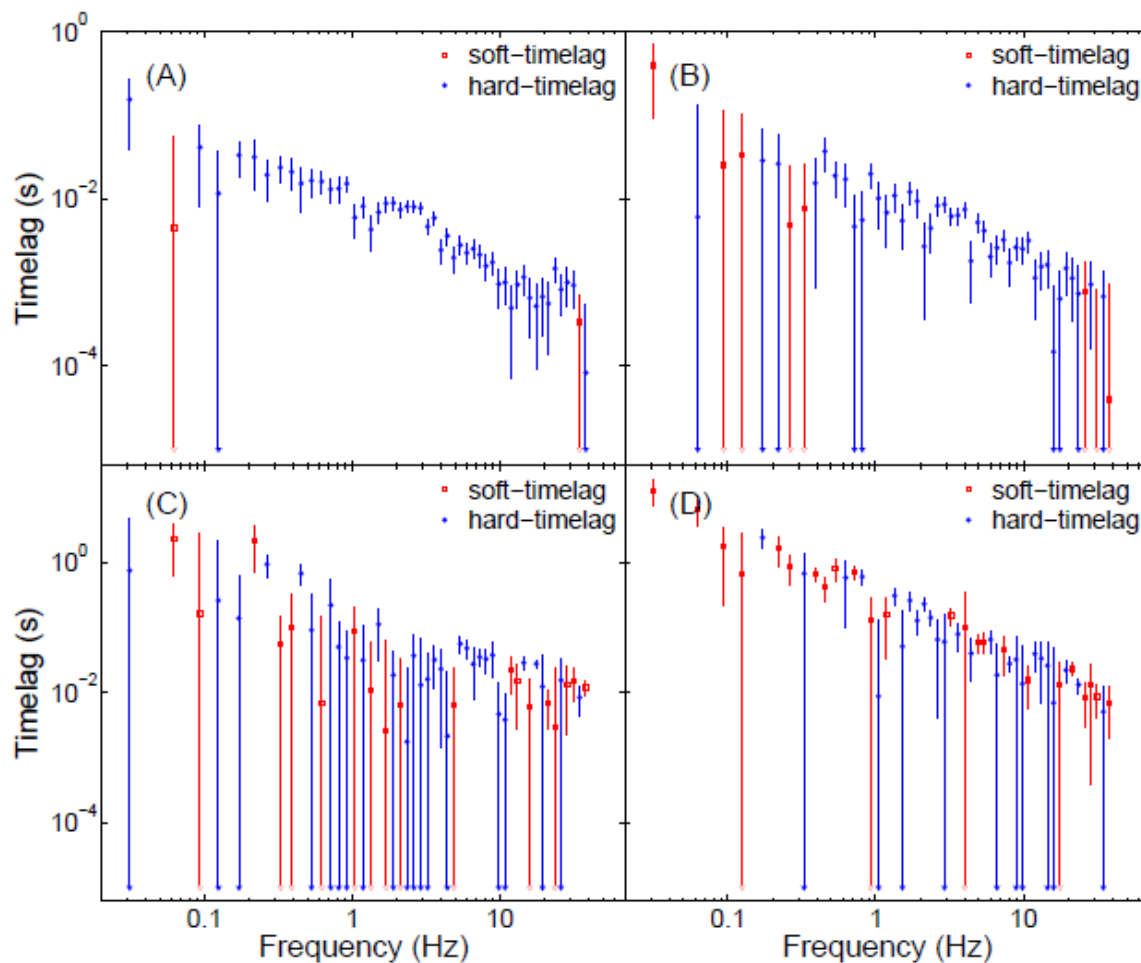 (A)
soft−timelag
hard−timelag
(B)
soft−timelag
hard−timelag
10^0
10^−2
10^−4
Timelag (s)
(C)
soft−timelag
hard−timelag
(D)
soft−timelag
hard−timelag
10^0
10^−2
10^−4
Timelag (s)
0.1 1 10
0.1 1 10
Frequency (Hz)
Frequency (Hz)